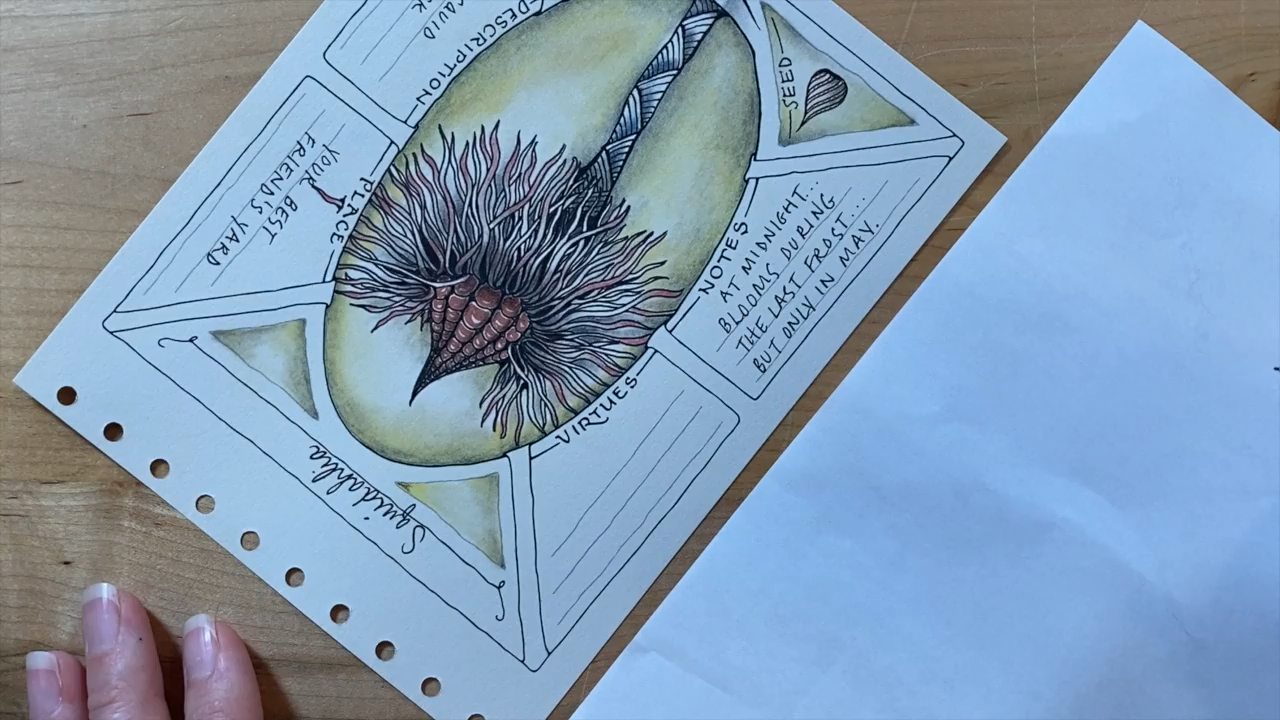 DESCRIPTION
SEED
PLACE
YOUR BEST
FRIEND'S YARD
NOTES
AT MIDNIGHT...
BLOOMS DURING
THE LAST FROST...
BUT ONLY IN MAY.
VIRTUES
Squidahlia